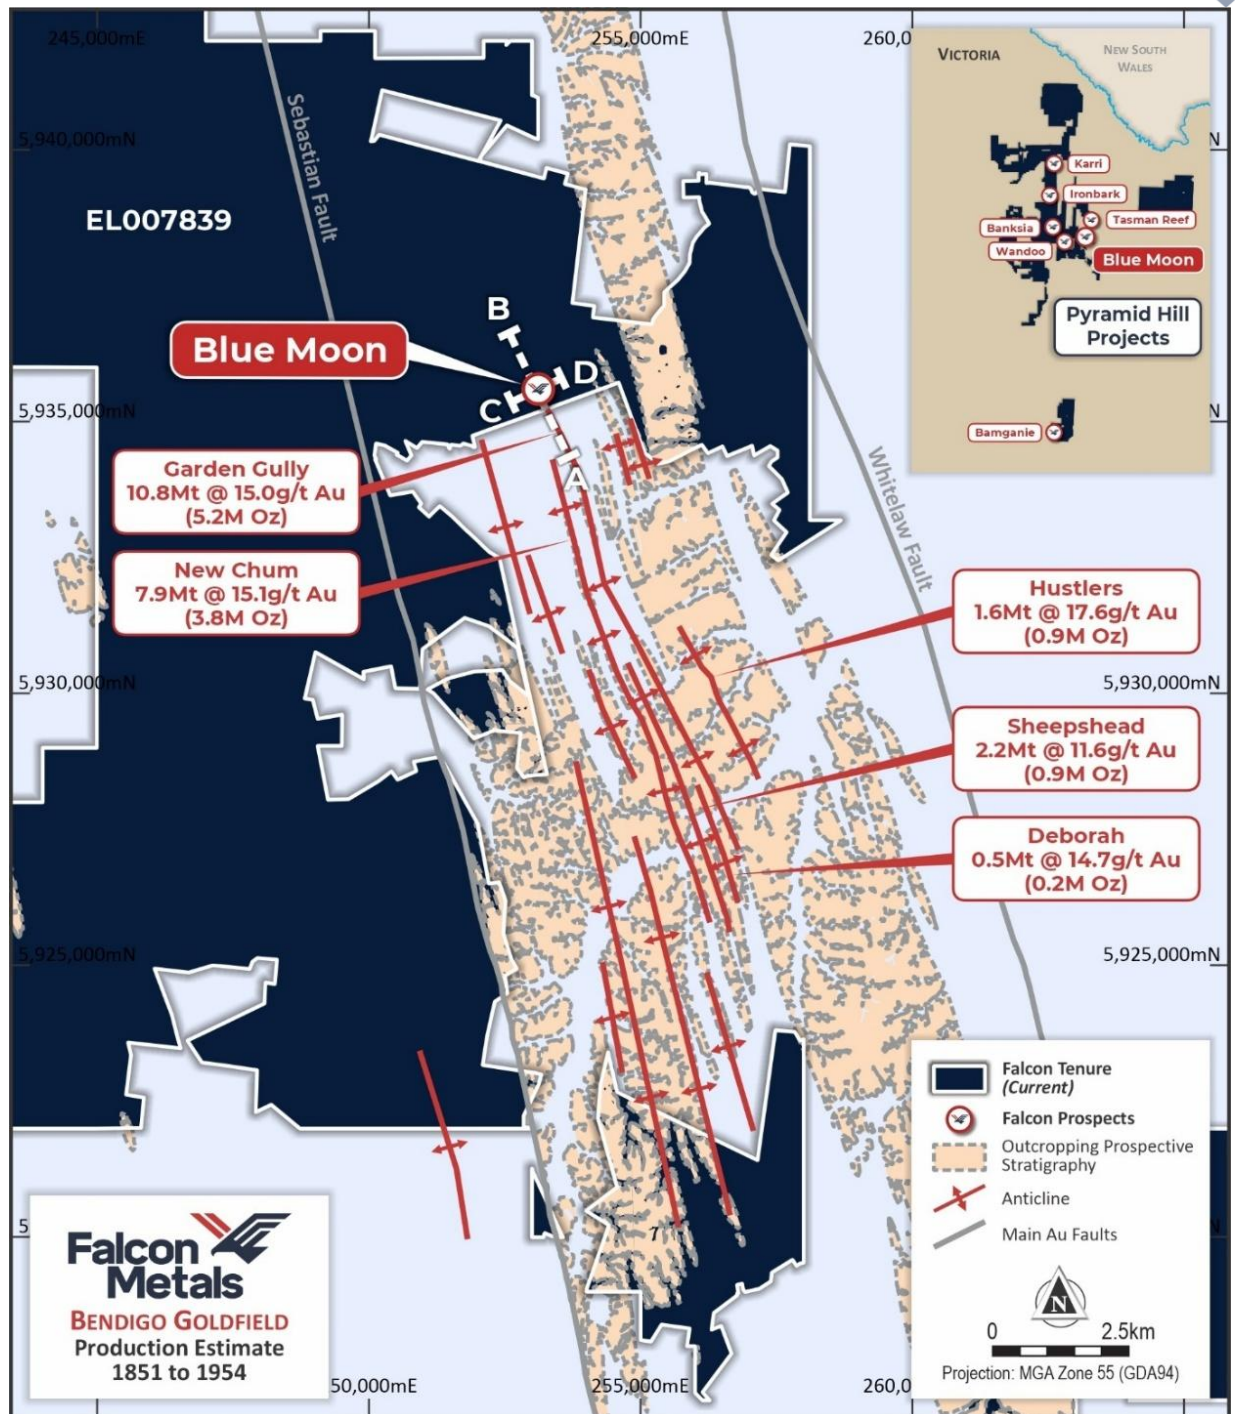 245,000mE
255,000mE
260,0
5,940,000mN
Sebastian Fault
EL007839
VICTORIA
NEW SOUTH
WALES
N
Karri
Ironbark
Tasman Reef
Banksia
Wandoo
Blue Moon
Pyramid Hill
Projects
Bamganie
B
Blue Moon
D
C
A
5,935,000mN
N
Whitelaw Fault
Garden Gully
10.8Mt @ 15.0g/t Au
(5.2M Oz)
New Chum
7.9Mt @ 15.1g/t Au
(3.8M Oz)
Hustlers
1.6Mt @ 17.6g/t Au
(0.9M Oz)
5,930,000mN
5,930,000mN
Sheepshead
2.2Mt @ 11.6g/t Au
(0.9M Oz)
Deborah
0.5Mt @ 14.7g/t Au
(0.2M Oz)
5,925,000mN
5,925,000mN
Falcon Tenure
(Current)
Falcon Prospects
Outcropping Prospective
Stratigraphy
Anticline
Main Au Faults
N
0 2.5km
Projection: MGA Zone 55 (GDA94)
5
N
Falcon
Metals
BENDIGO GOLDFIELD
Production Estimate
1851 to 1954
50,000mE
255,000mE
260,0